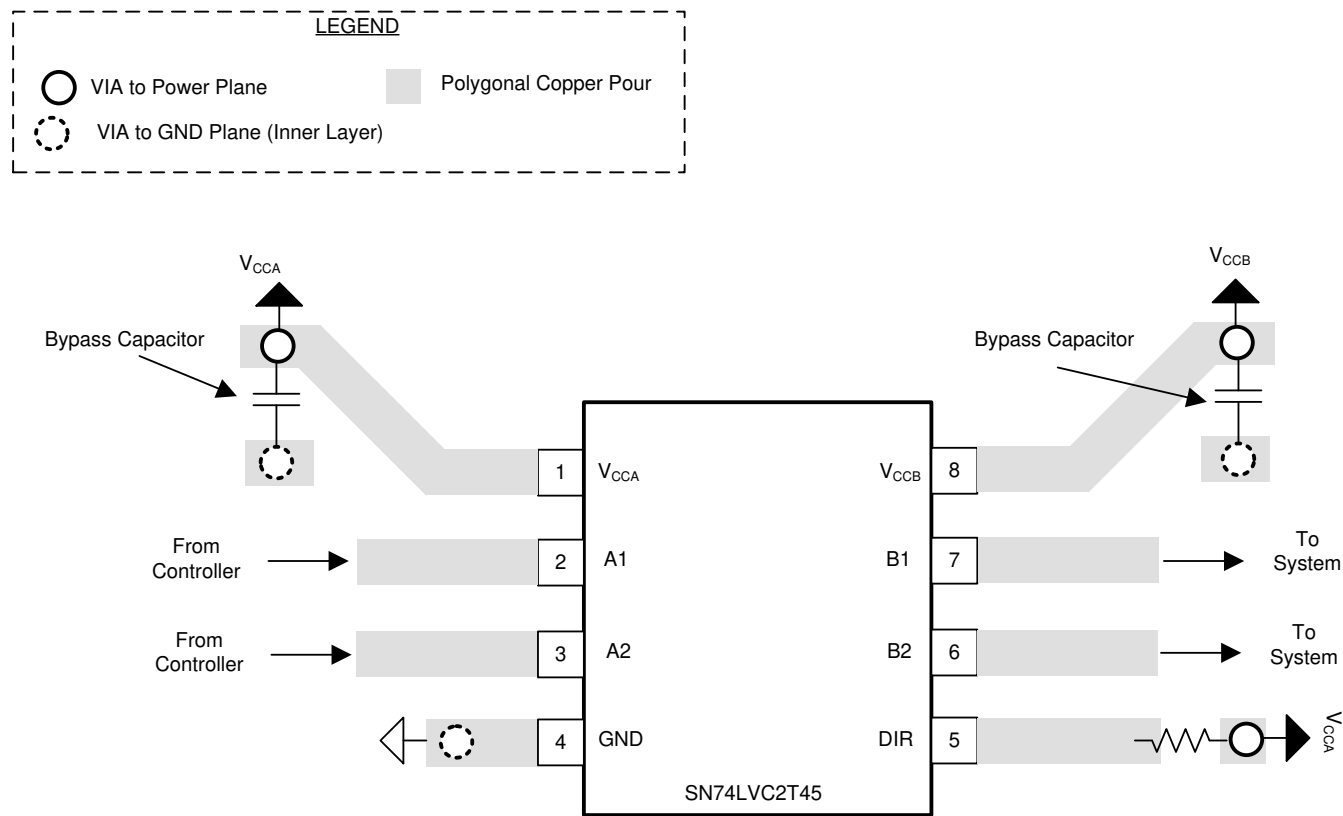 LEGEND
VIA to Power Plane
Polygonal Copper Pour
VIA to GND Plane (Inner Layer)
VCCA
VCCB
Bypass Capacitor
Bypass Capacitor
1
VCCA
VCCB
8
From
Controller
2
A1
B1
7
To
System
From
Controller
3
A2
B2
6
To
System
4
GND
DIR
5
VCCA
SN74LVC2T45